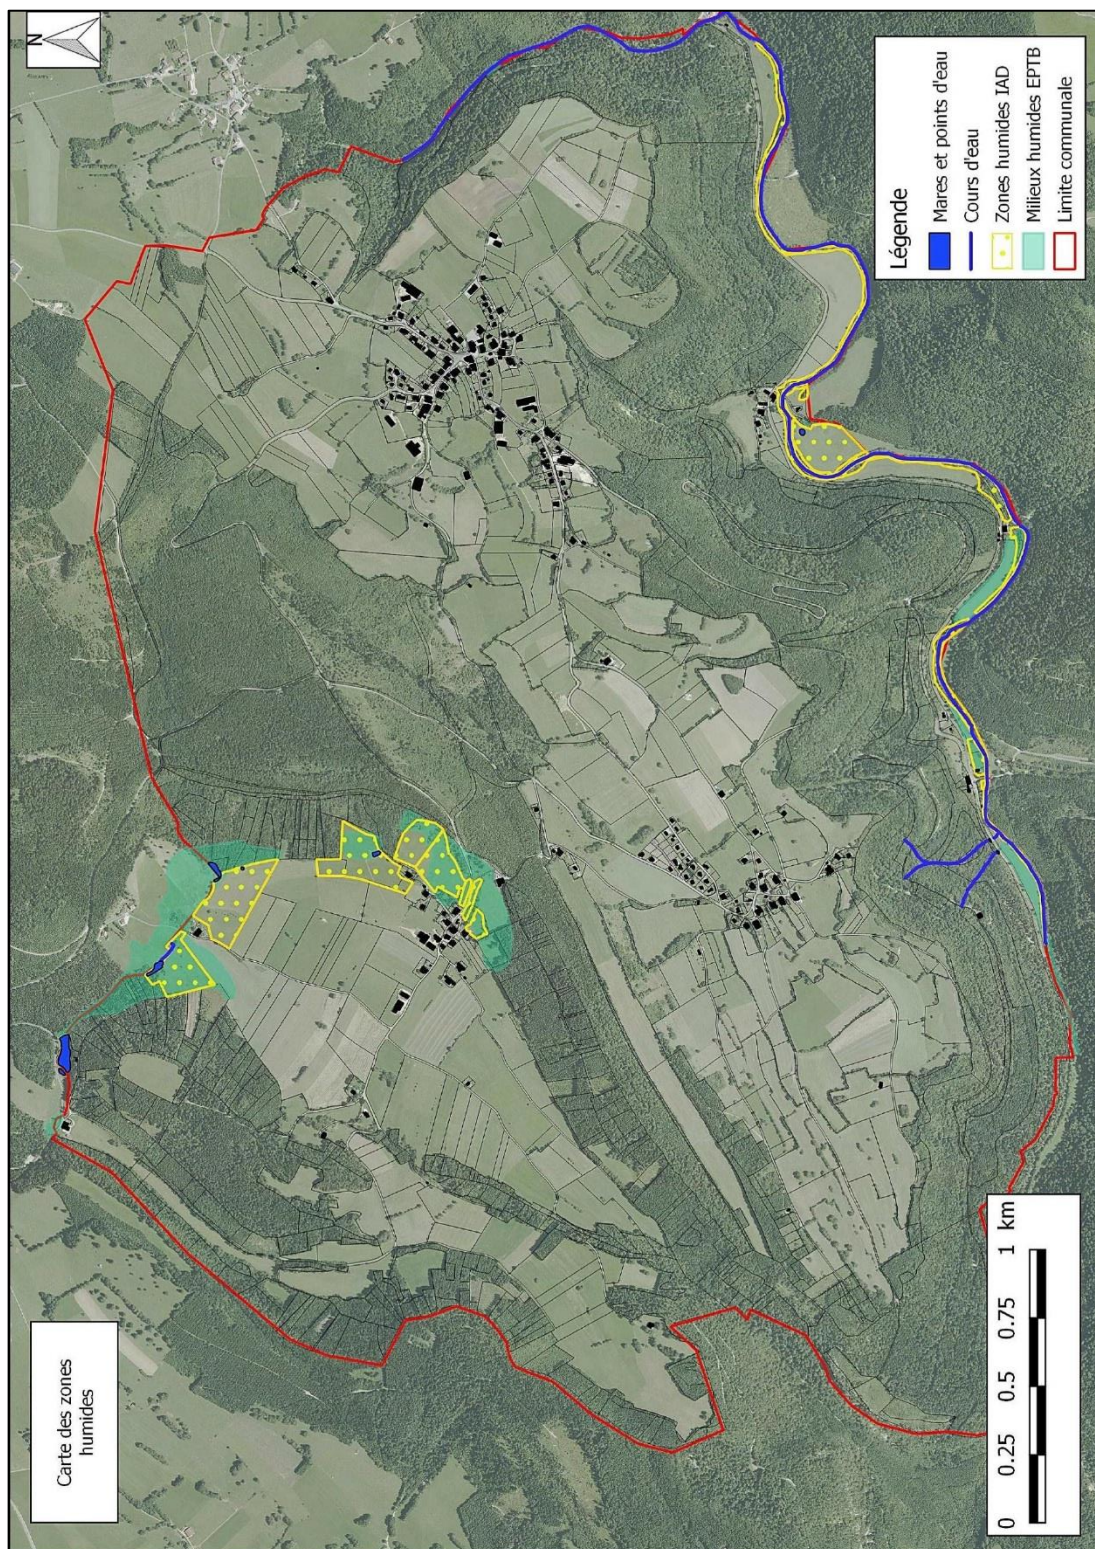 Carte des zones
humides
N
Légende
Mares et points d'eau
Cours d'eau
Zones humides IAD
Milieux humides EPTB
Limite communale
0 0.25 0.5 0.75 1 km